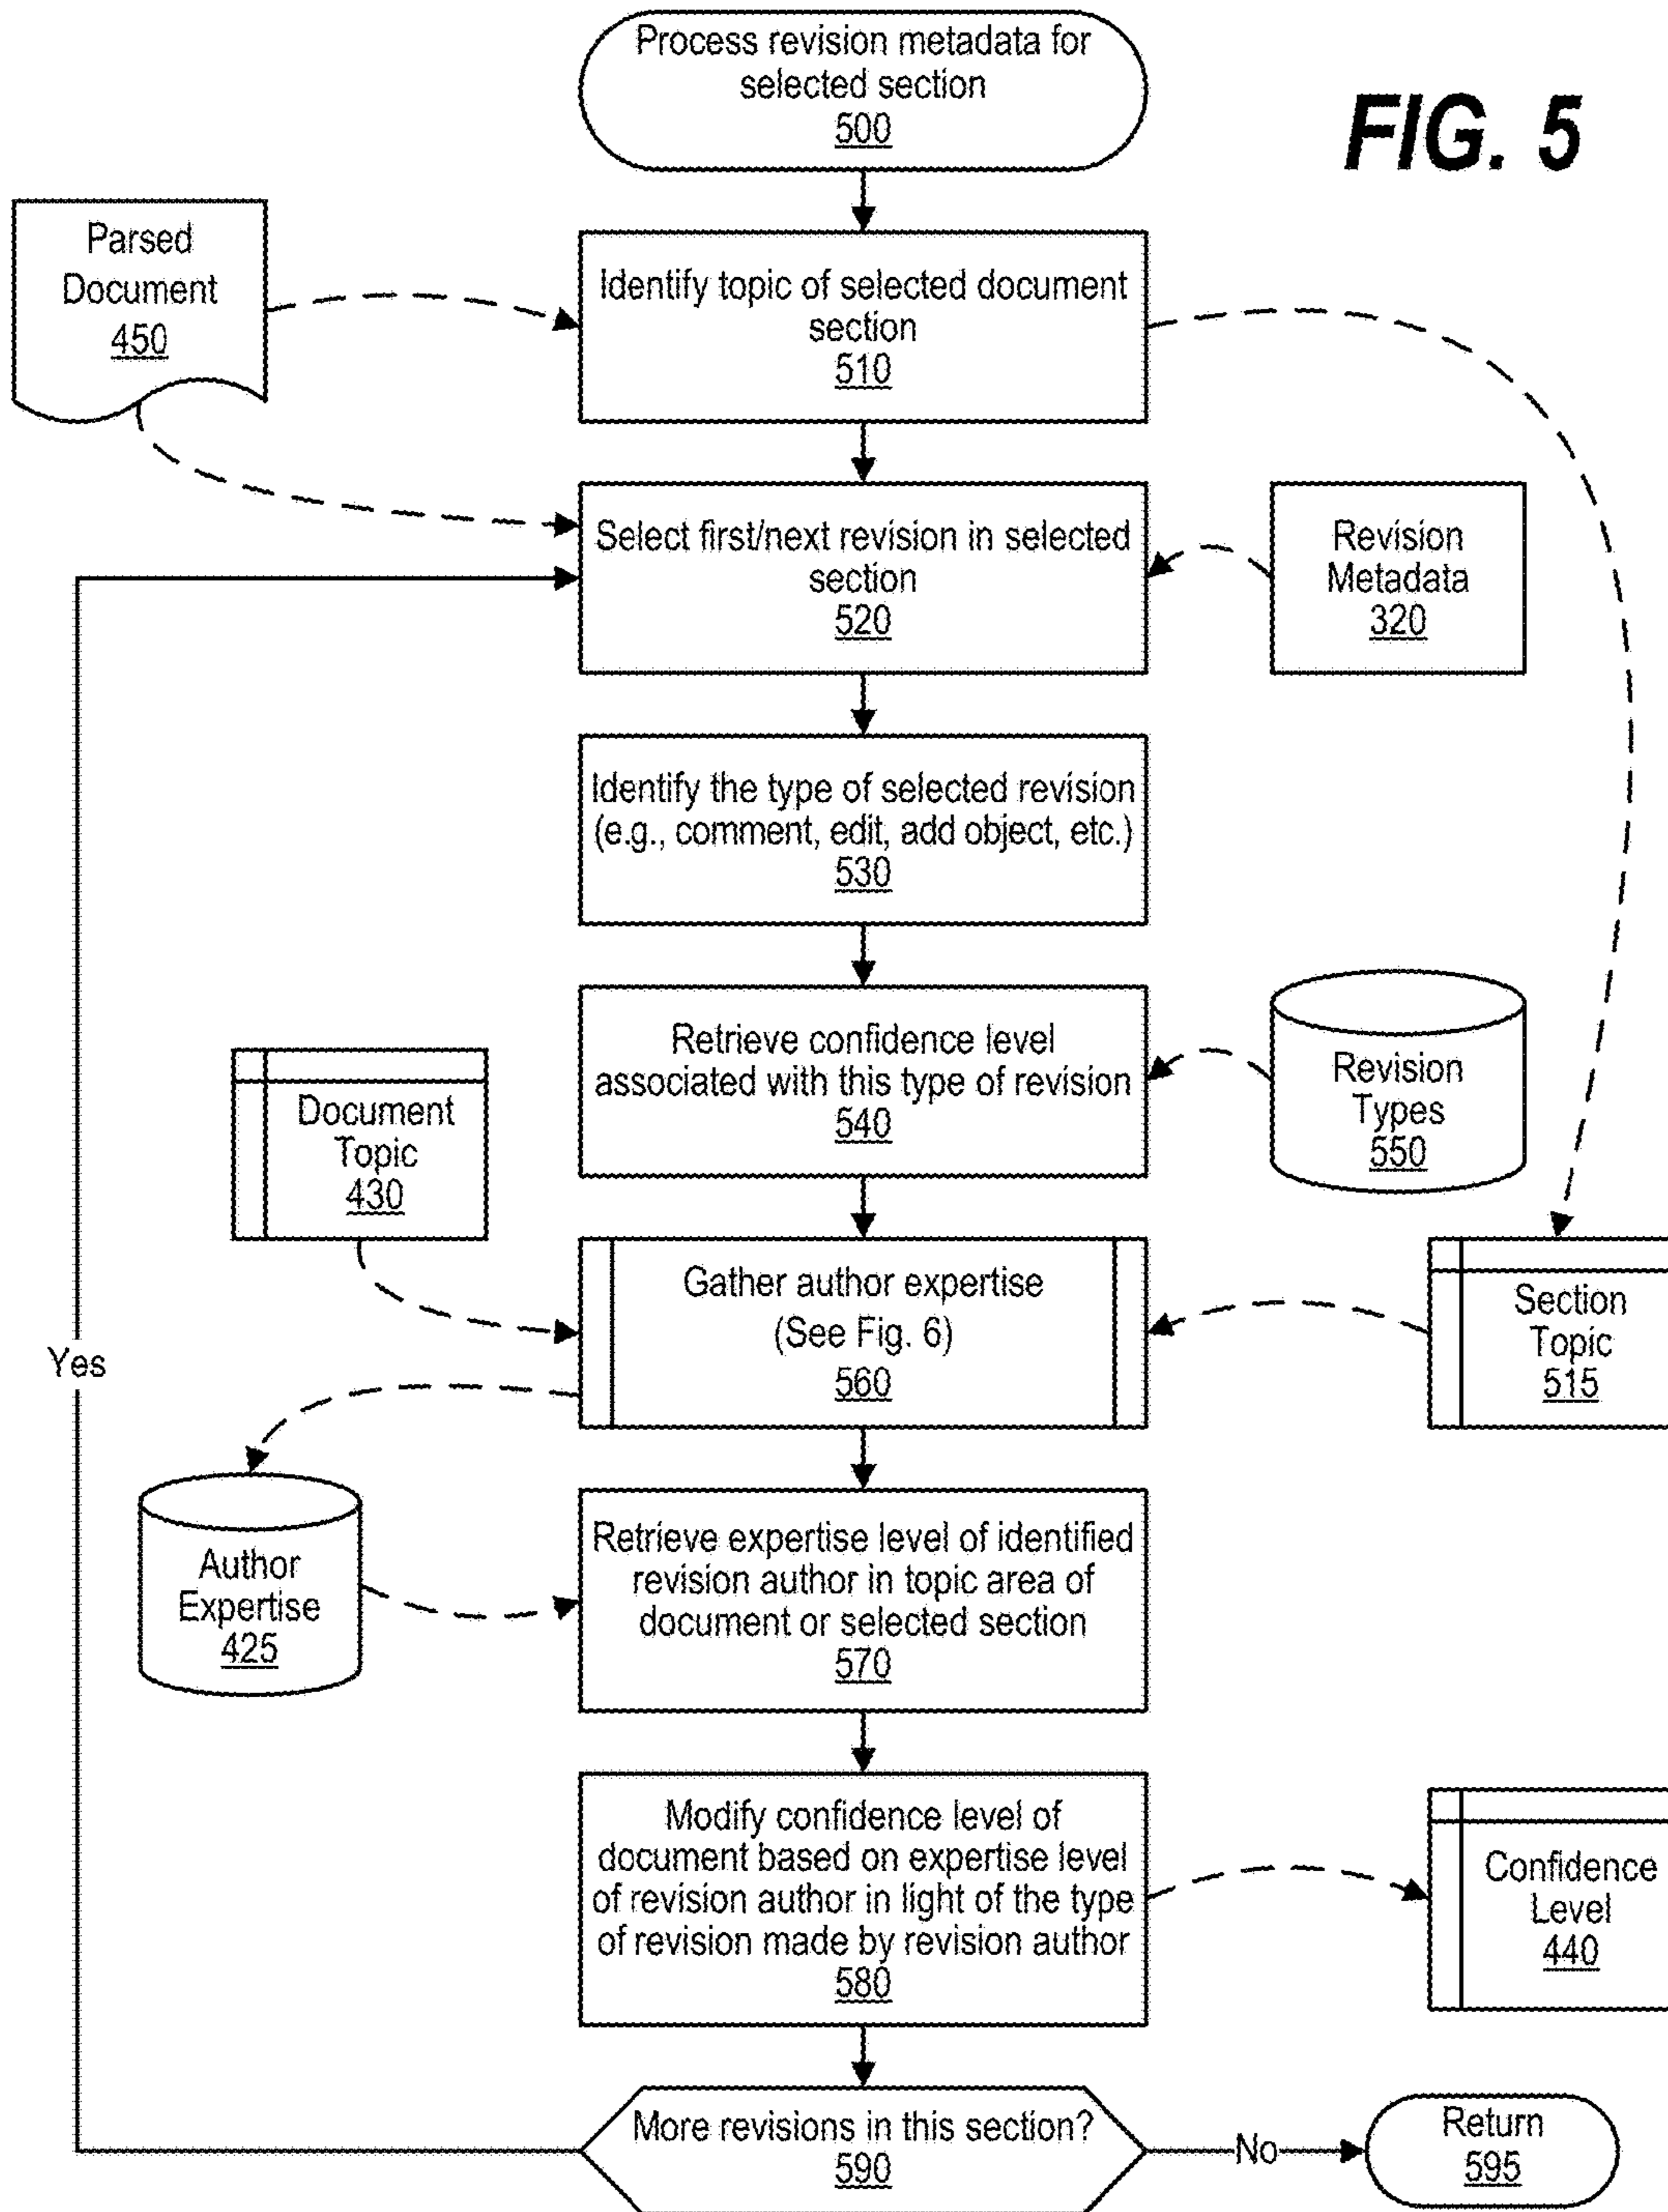 Process revision metadata for
selected section
500
FIG. 5
Parsed
Document
450
Identify topic of selected document
section
510
Select first/next revision in selected
section
520
Revision
Metadata
320
Identify the type of selected revision
(e.g., comment, edit, add object, etc.)
530
Retrieve confidence level
associated with this type of revision
540
Revision
Types
550
Document
Topic
430
Gather author expertise
(See Fig. 6)
560
Section
Topic
515
Yes
Author
Expertise
425
Retrieve expertise level of identified
revision author in topic area of
document or selected section
570
Modify confidence level of
document based on expertise level
of revision author in light of the type
of revision made by revision author
580
Confidence
Level
440
More revisions in this section?
590
No
Return
595